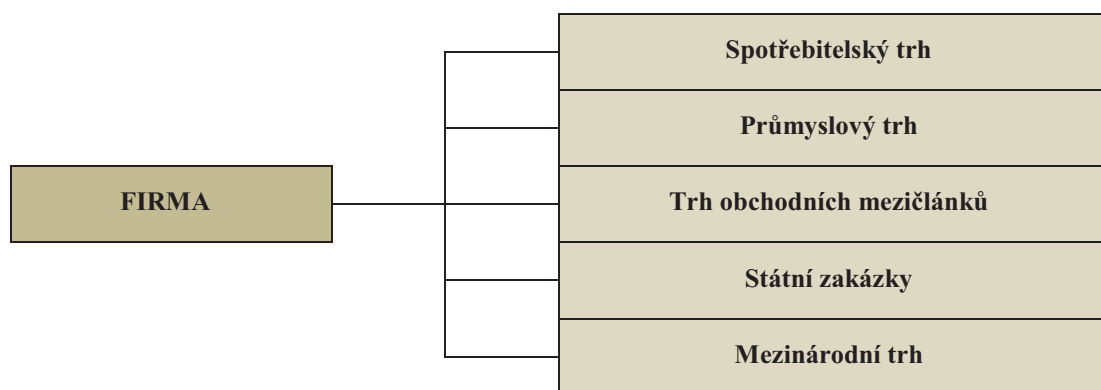 Spotřebitelský trh
Průmyslový trh
FIRMA
Trh obchodních mezičlánků
Státní zakázky
Mezinárodní trh